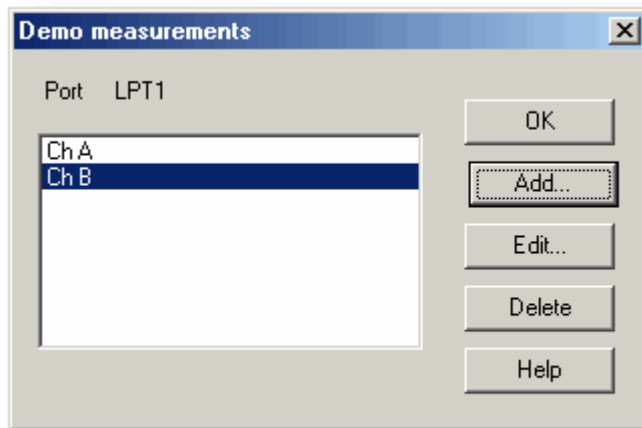 Demo measurements
Port LPT1
Ch A
Ch B
OK
Add...
Edit...
Delete
Help